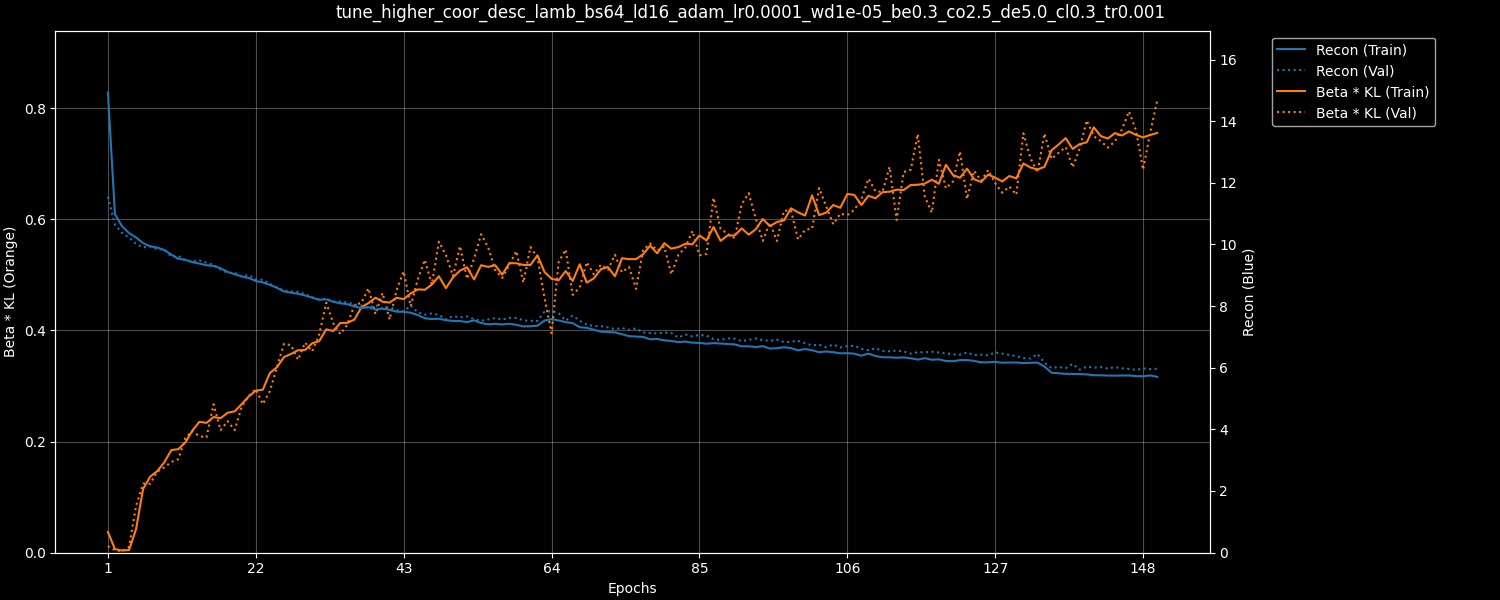 tune_higher_coor_desc_lamb_bs64_ld16_adam_lr0.0001_wd1e-05_be0.3_co2.5_de5.0_cl0.3_tr0.001
Recon (Train)
Recon (Val)
Beta * KL (Train)
Beta * KL (Val)
Beta * KL (Orange)
0.8
0.6
0.4
0.2
0.0
16
14
12
10
8
6
4
2
0
Recon (Blue)
1 22 43 64 85 106 127 148
Epochs